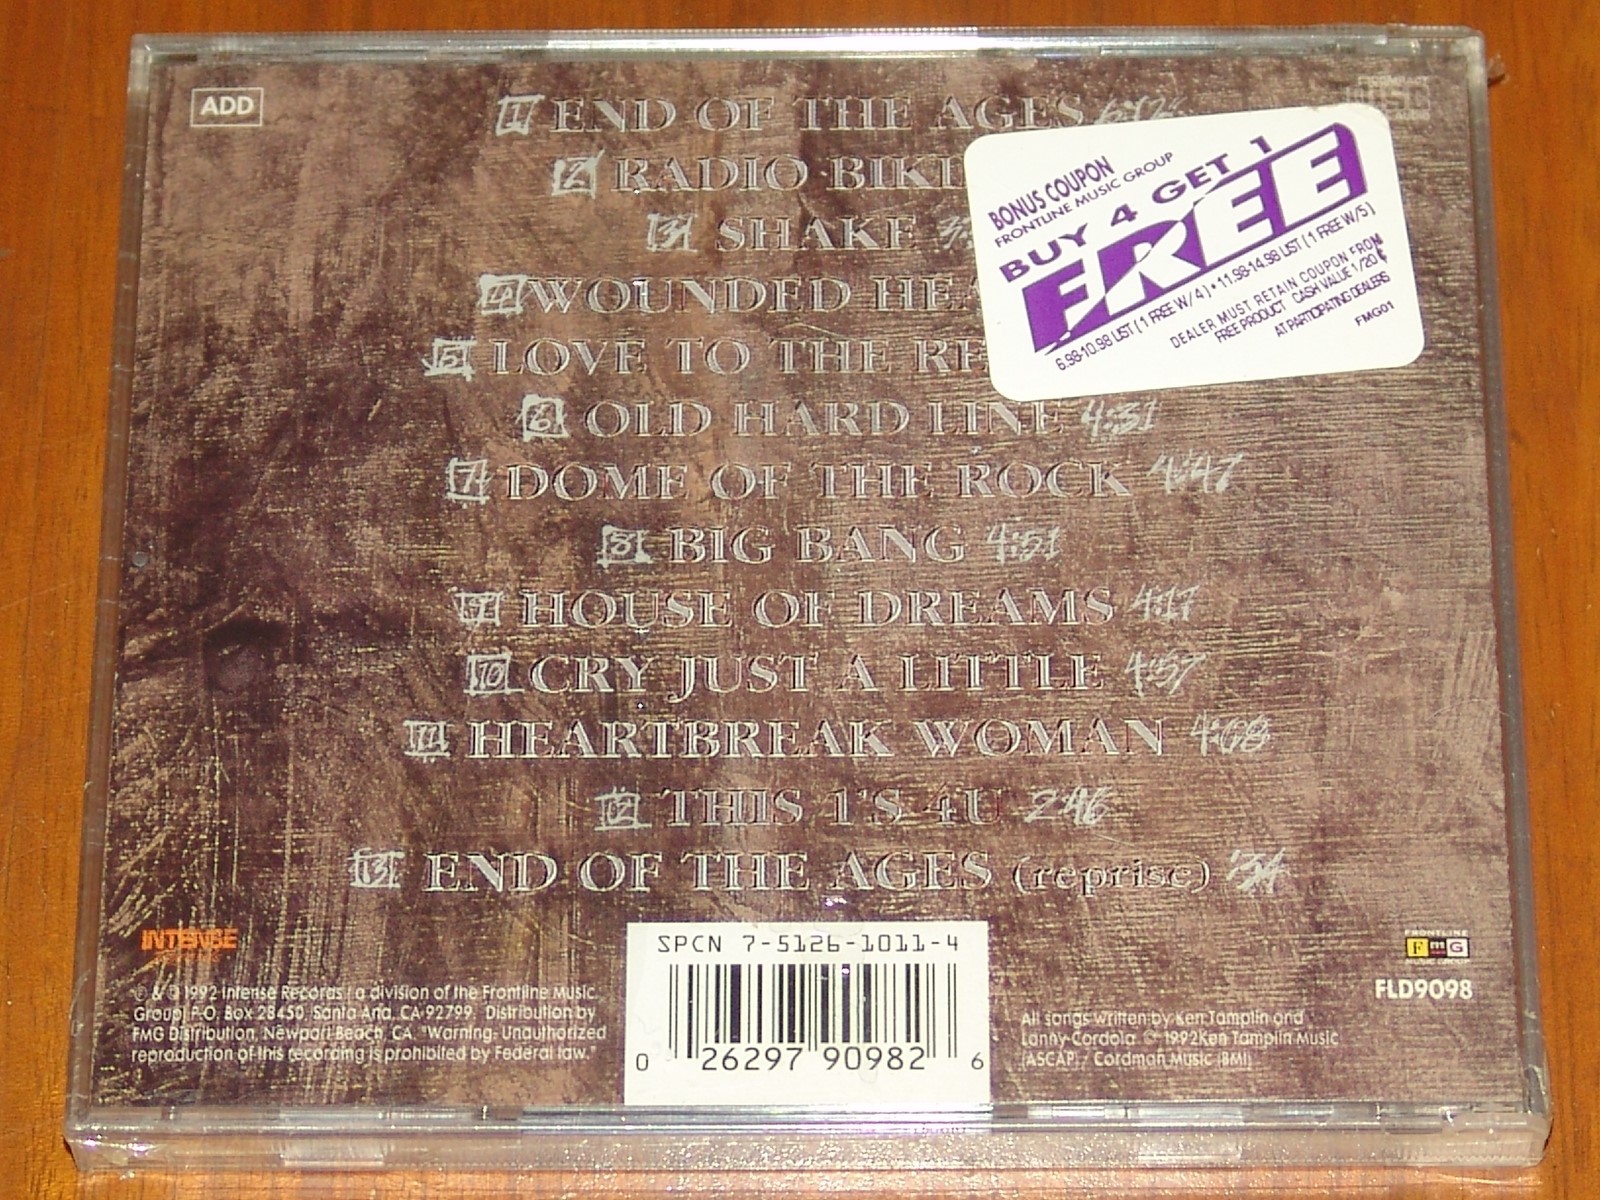 ADD
1 END OF THE AGES
2 RADIO BIKI
3 SHAKE
4 WOUNDED HEA
5 LOVE TO THE RE
6 OLD HARD LINE 4:31
7 DOME OF THE ROCK 4:47
8 BIG BANG 4:51
9 HOUSE OF DREAMS 4:17
10 CRY JUST A LITTLE 4:57
11 HEARTBREAK WOMAN 4:08
12 THIS 1'S 4U 2:46
13 END OF THE AGES (reprise) :34
BONUS COUPON
FRONTLINE MUSIC GROUP
BUY 4 GET 1
FREE
6.98-10.98 LIST [ 1 FREE W/ 4 ] • 11.98-14.98 LIST [ 1 FREE W/5 ]
DEALER MUST RETAIN COUPON FROM
FREE PRODUCT CASH VALUE 1/20 ¢
AT PARTICIPATING DEALERS
FMG01
INTENSE
℗ & © 1992 Intense Records / a division of the Frontline Music
Group, P.O. Box 28450, Santa Ana, CA 92799. Distribution by
FMG Distribution, Newport Beach, CA. "Warning- Unauthorized
reproduction of this recording is prohibited by Federal law."
SPCN 7-5126-1011-4
0 26297 90982 6
FRONTLINE
F m G
MUSIC GROUP
FLD9098
All songs written by Ken Tamplin and
Lanny Cordola. © 1992 Ken Tamplin Music
(ASCAP) / Cordman Music (BMI)